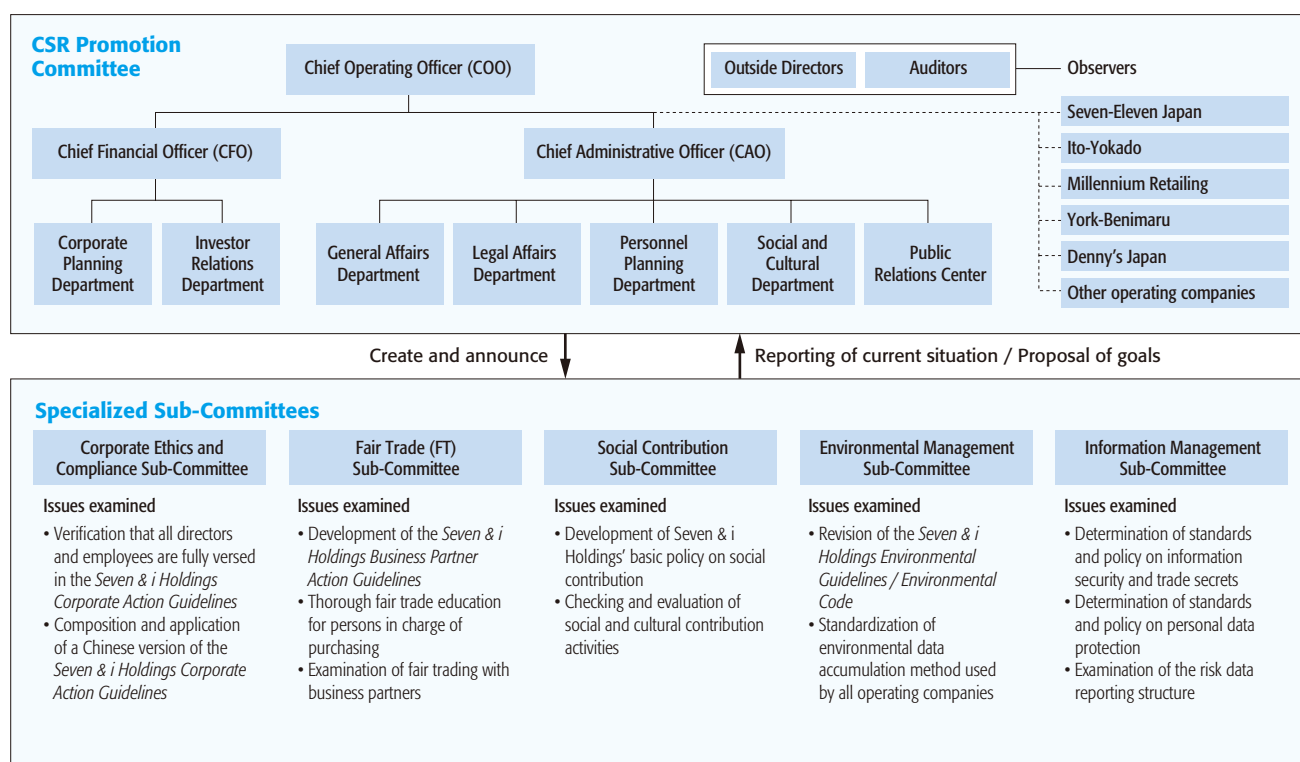 CSR Promotion
Committee
Chief Operating Officer (COO)
Outside Directors
Auditors
Observers
Chief Financial Officer (CFO)
Chief Administrative Officer (CAO)
Seven-Eleven Japan
Ito-Yokado
Millennium Retailing
York-Benimaru
Denny's Japan
Other operating companies
Corporate
Planning
Department
Investor
Relations
Department
General Affairs
Department
Legal Affairs
Department
Personnel
Planning
Department
Social and
Cultural
Department
Public
Relations Center
Create and announce
Reporting of current situation / Proposal of goals
Specialized Sub-Committees
Corporate Ethics and
Compliance Sub-Committee
Issues examined
• Verification that all directors
and employees are fully versed
in the Seven & i Holdings
Corporate Action Guidelines
• Composition and application
of a Chinese version of the
Seven & i Holdings Corporate
Action Guidelines
Fair Trade (FT)
Sub-Committee
Issues examined
• Development of the Seven & i
Holdings Business Partner
Action Guidelines
• Thorough fair trade education
for persons in charge of
purchasing
• Examination of fair trading with
business partners
Social Contribution
Sub-Committee
Issues examined
• Development of Seven & i
Holdings' basic policy on social
contribution
• Checking and evaluation of
social and cultural contribution
activities
Environmental Management
Sub-Committee
Issues examined
• Revision of the Seven & i
Holdings Environmental
Guidelines / Environmental
Code
• Standardization of
environmental data
accumulation method used
by all operating companies
Information Management
Sub-Committee
Issues examined
• Determination of standards
and policy on information
security and trade secrets
• Determination of standards
and policy on personal data
protection
• Examination of the risk data
reporting structure